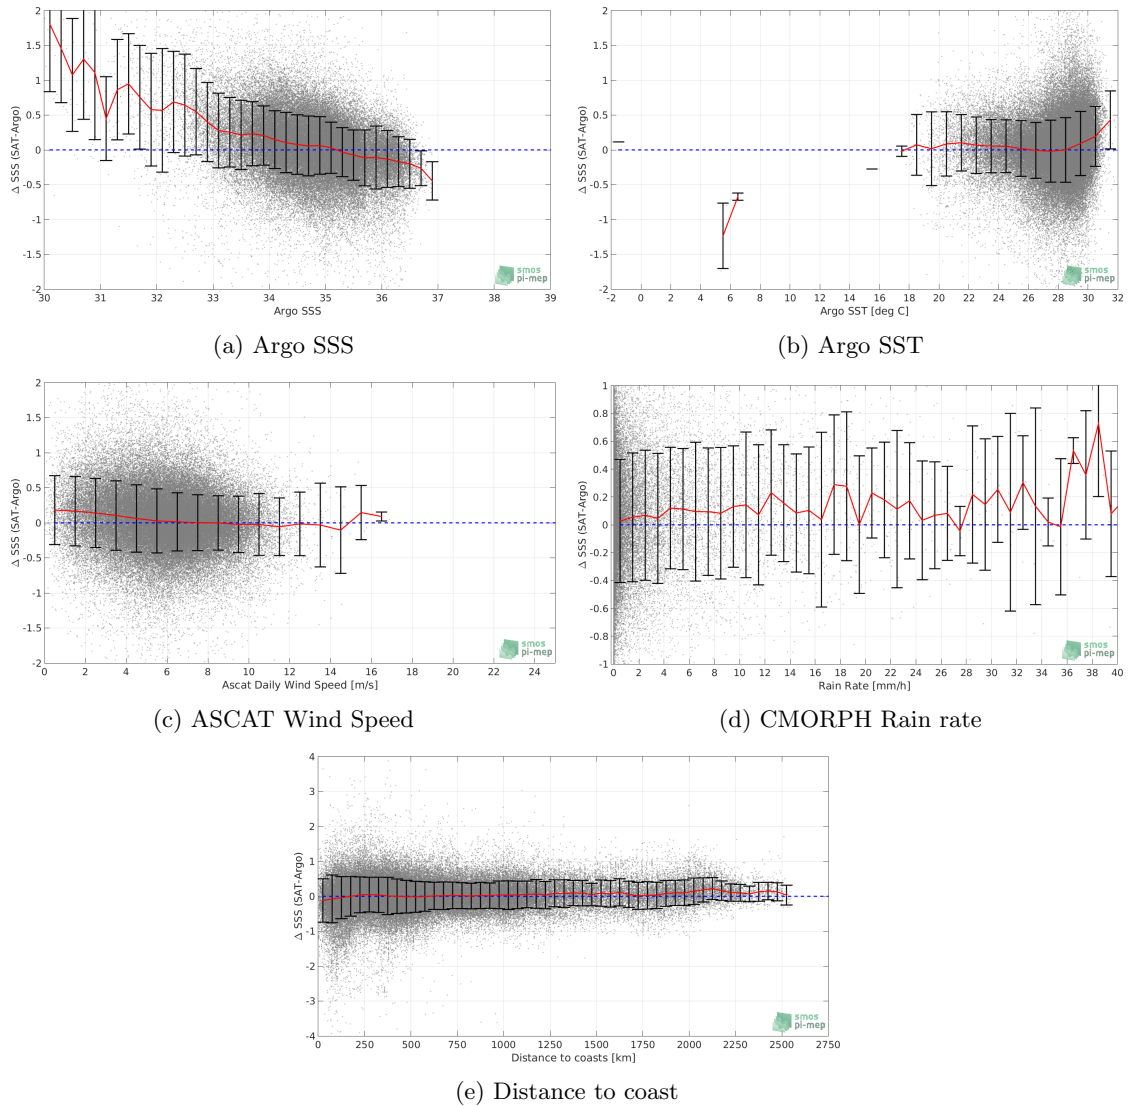 2
1.5
1
0.5
0
-0.5
-1
-1.5
-2
Δ SSS (SAT-Argo)
30 31 32 33 34 35 36 37 38 39
Argo SSS
smos
pi-mep
(a) Argo SSS
2
1.5
1
0.5
0
-0.5
-1
-1.5
-2
Δ SSS (SAT-Argo)
-2 0 2 4 6 8 10 12 14 16 18 20 22 24 26 28 30 32
Argo SST [deg C]
smos
pi-mep
(b) Argo SST
2
1.5
1
0.5
0
-0.5
-1
-1.5
-2
Δ SSS (SAT-Argo)
0 2 4 6 8 10 12 14 16 18 20 22 24
Ascat Daily Wind Speed [m/s]
smos
pi-mep
(c) ASCAT Wind Speed
1
0.8
0.6
0.4
0.2
0
-0.2
-0.4
-0.6
-0.8
-1
Δ SSS (SAT-Argo)
0 2 4 6 8 10 12 14 16 18 20 22 24 26 28 30 32 34 36 38 40
Rain Rate [mm/h]
smos
pi-mep
(d) CMORPH Rain rate
4
3
2
1
0
-1
-2
-3
-4
Δ SSS (SAT-Argo)
0 250 500 750 1000 1250 1500 1750 2000 2250 2500 2750
Distance to coasts [km]
smos
pi-mep
(e) Distance to coast